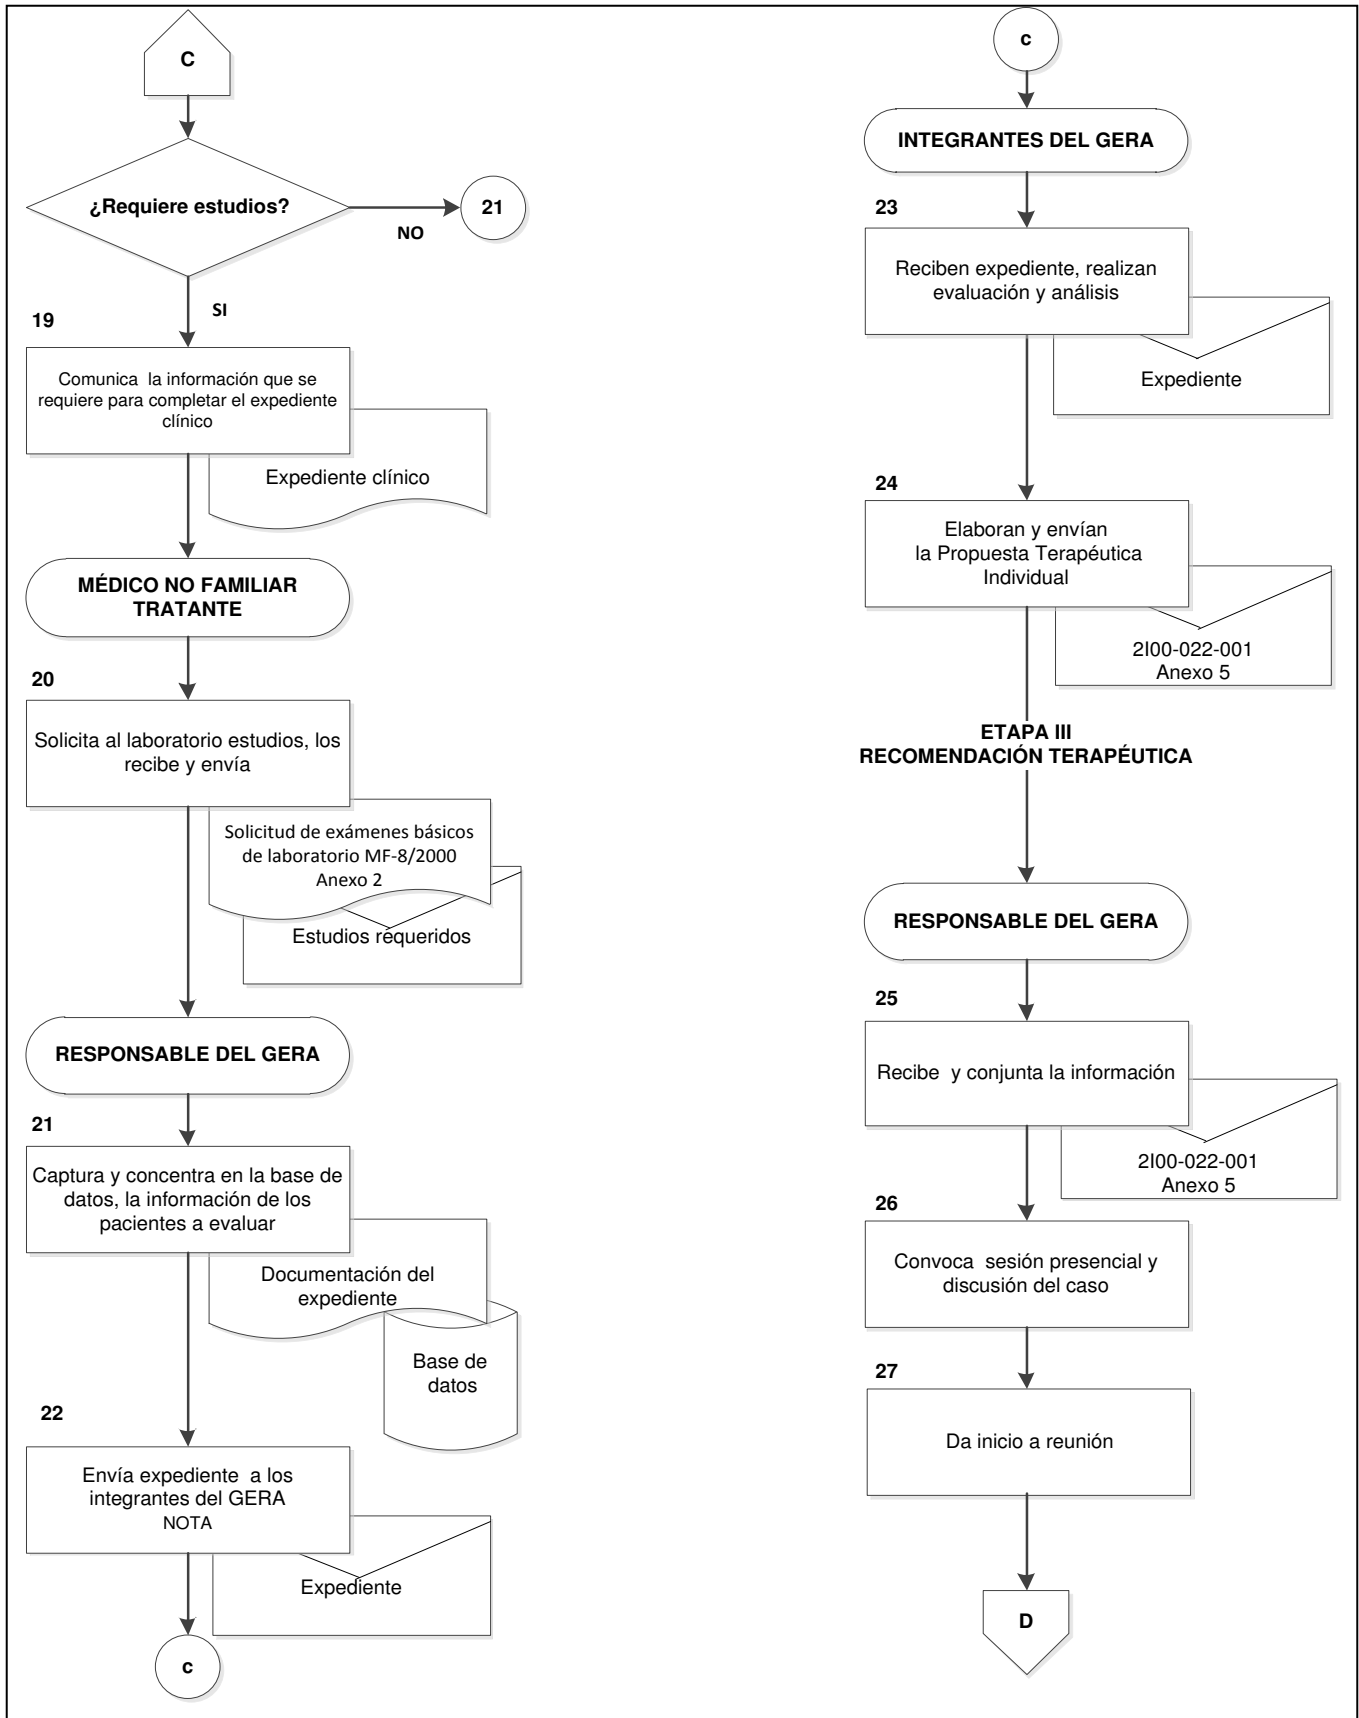 C
¿Requiere estudios?
NO
21
SI
19
Comunica la información que se
requiere para completar el expediente
clínico
Expediente clínico
MÉDICO NO FAMILIAR
TRATANTE
20
Solicita al laboratorio estudios, los
recibe y envía
Solicitud de exámenes básicos
de laboratorio MF-8/2000
Anexo 2
Estudios requeridos
RESPONSABLE DEL GERA
21
Captura y concentra en la base de
datos, la información de los
pacientes a evaluar
Documentación del
expediente
Base de
datos
22
Envía expediente a los
integrantes del GERA
NOTA
Expediente
c
c
INTEGRANTES DEL GERA
23
Reciben expediente, realizan
evaluación y análisis
Expediente
24
Elaboran y envían
la Propuesta Terapéutica
Individual
2I00-022-001
Anexo 5
ETAPA III
RECOMENDACIÓN TERAPÉUTICA
RESPONSABLE DEL GERA
25
Recibe y conjunta la información
2I00-022-001
Anexo 5
26
Convoca sesión presencial y
discusión del caso
27
Da inicio a reunión
D